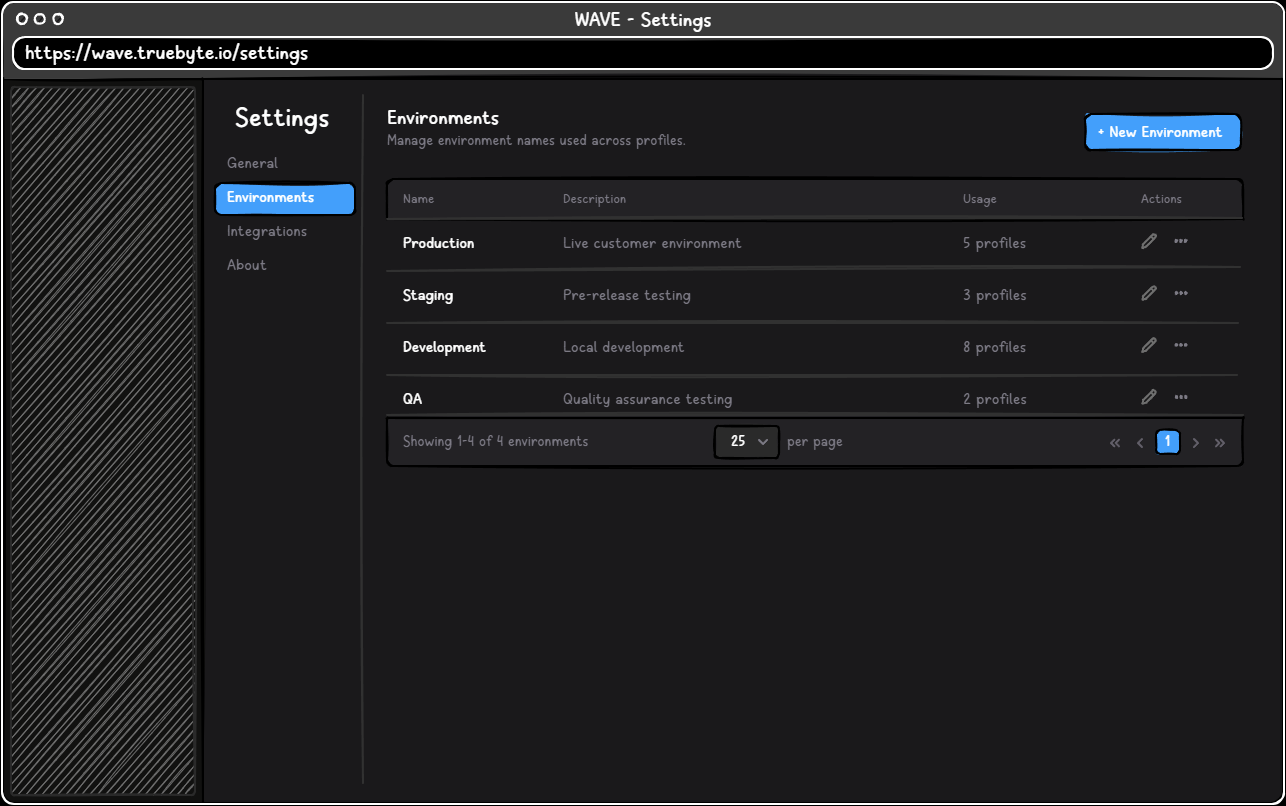 WAVE - Settings
https://wave.truebyte.io/settings
Settings
General
Environments
Integrations
About
Environments
Manage environment names used across profiles.
+ New Environment
Name Description Usage Actions
Production Live customer environment 5 profiles
Staging Pre-release testing 3 profiles
Development Local development 8 profiles
QA Quality assurance testing 2 profiles
Showing 1-4 of 4 environments 25 per page « ‹ 1 › »